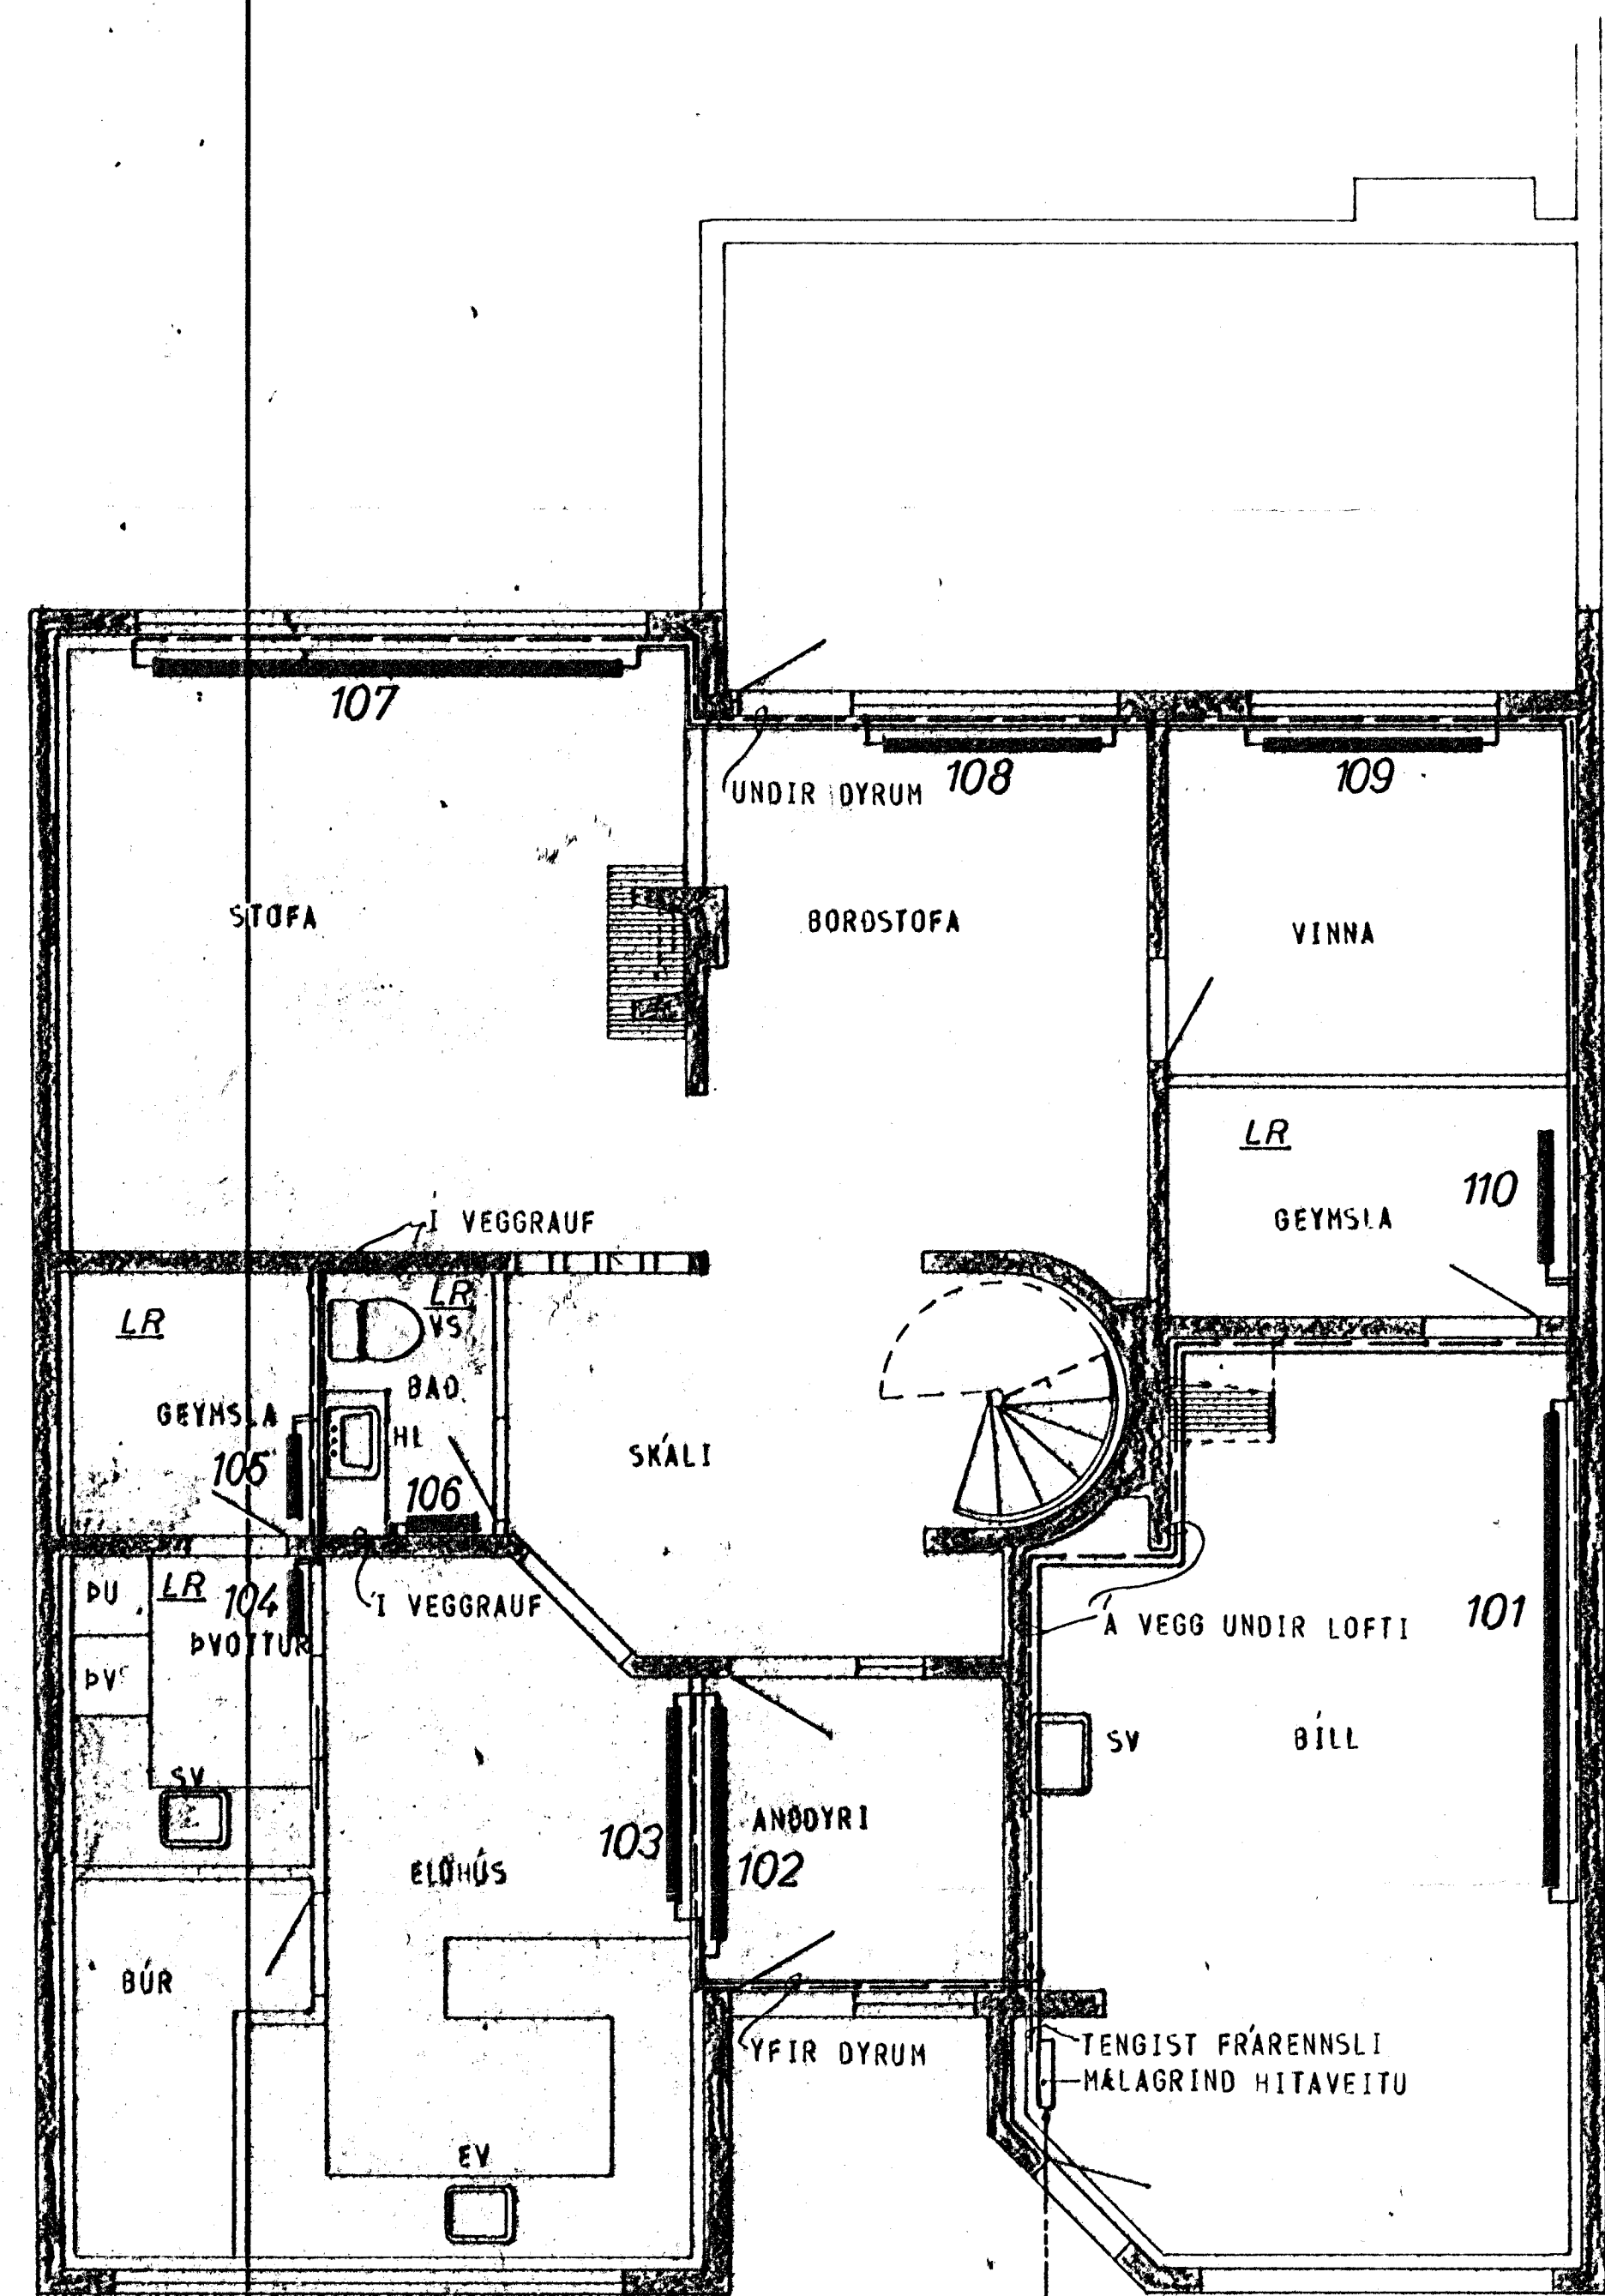 107
108
109
UNDIR DYRUM
STOFA
BORÐSTOFA
VINNA
LR
110
GEYMSLA
Í VEGGRAUF
LR
LR
VS
BAÐ
GEYMSLA
HL
105
106
SKÁLI
ÞU
LR
104
Í VEGGRAUF
Á VEGG UNDIR LOFTI
101
ÞVOTTUR
ÞV
SV
BÍLL
SV
ANDDYRI
103
102
ELDHÚS
BÚR
YFIR DYRUM
TENGIST FRÁRENNSLI
MÆLAGRIND HITAVEITU
EV